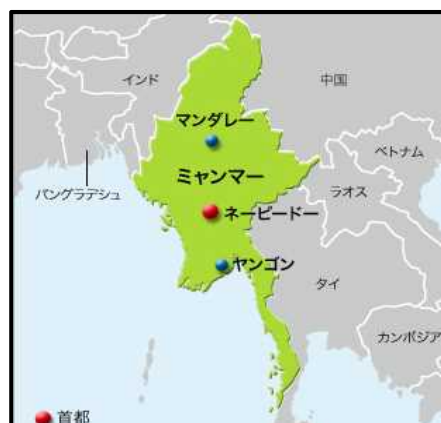 インド
中国
マンダレー
ベトナム
ミャンマー
バングラデシュ
ラオス
ネーピードー
ヤンゴン
タイ
カンボジア
首都